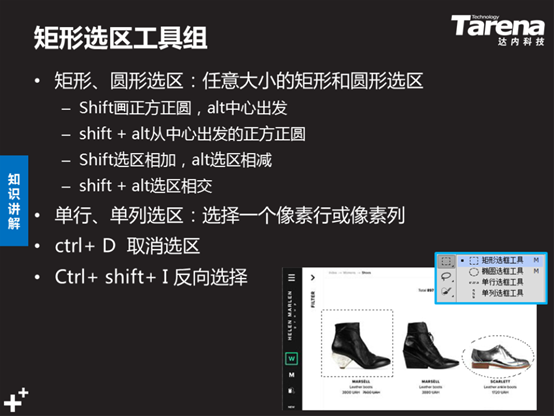 Technology
Tarena
达内科技
矩形选区工具组
• 矩形、圆形选区：任意大小的矩形和圆形选区
– Shift画正方正圆，alt中心出发
– shift + alt从中心出发的正方正圆
– Shift选区相加，alt选区相减
– shift + alt选区相交
• 单行、单列选区：选择一个像素行或像素列
• ctrl+ D 取消选区
• Ctrl+ shift+ I 反向选择
知识讲解
矩形选框工具 M
椭圆选框工具 M
单行选框工具
单列选框工具
HELEN MARLEN
FILTER
W
M
MARSELL
Leather boots
MARSELL
Leather boots
SCARLETT
Leather ankle boots